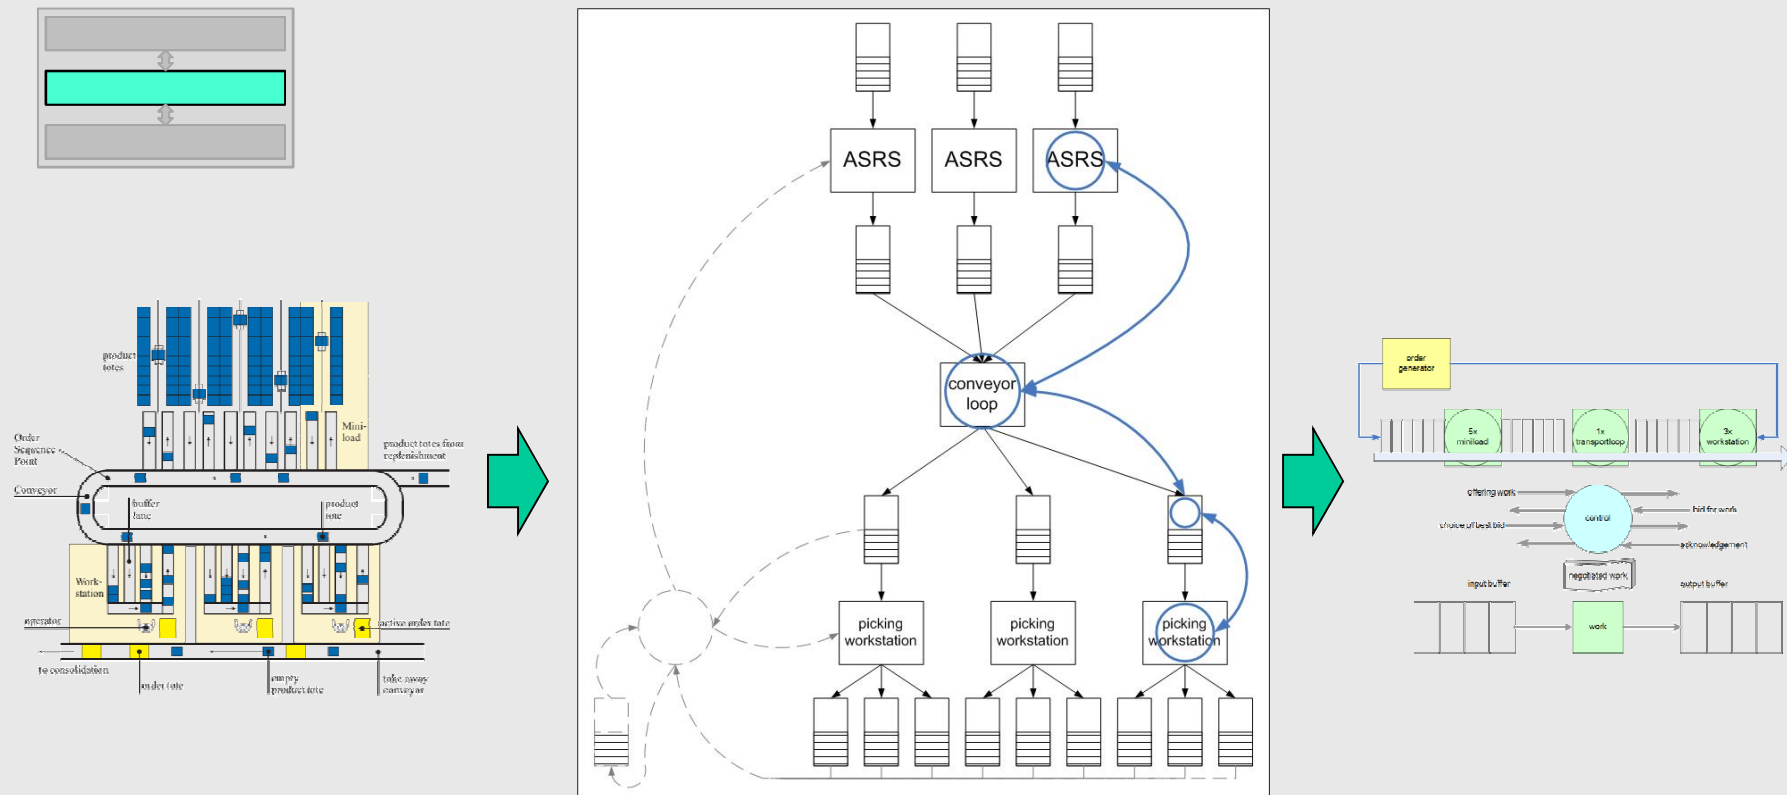 product
totes
Mini-
load
Order
Sequence -
Point
product totes from
replenishment
Conveyor
buffer
lane
product
tote
Work-
station
operator
active order tote
to consolidation
order tote
empty
product tote
take away
conveyor
ASRS
ASRS
ASRS
conveyor
loop
picking
workstation
picking
workstation
picking
workstation
order
generator
5x
miniload
1x
transportloop
3x
workstation
offering work
bid for work
choice of best bid
control
acknowledgement
negotiated work
input buffer
output buffer
work